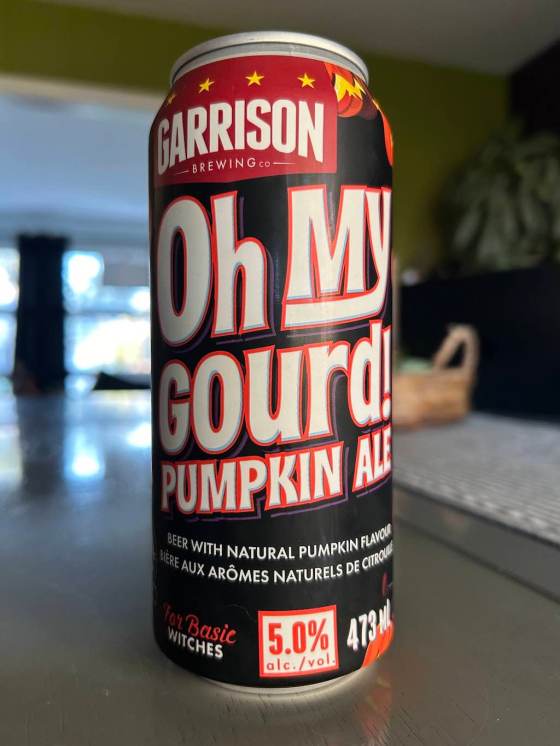 GARRISON
BREWING CO
Oh My
Gourd!
PUMPKIN ALE
BEER WITH NATURAL PUMPKIN FLAVOUR
BIÈRE AUX ARÔMES NATURELS DE
For Basic
WITCHES
5.0%
alc./vol.
473 ML